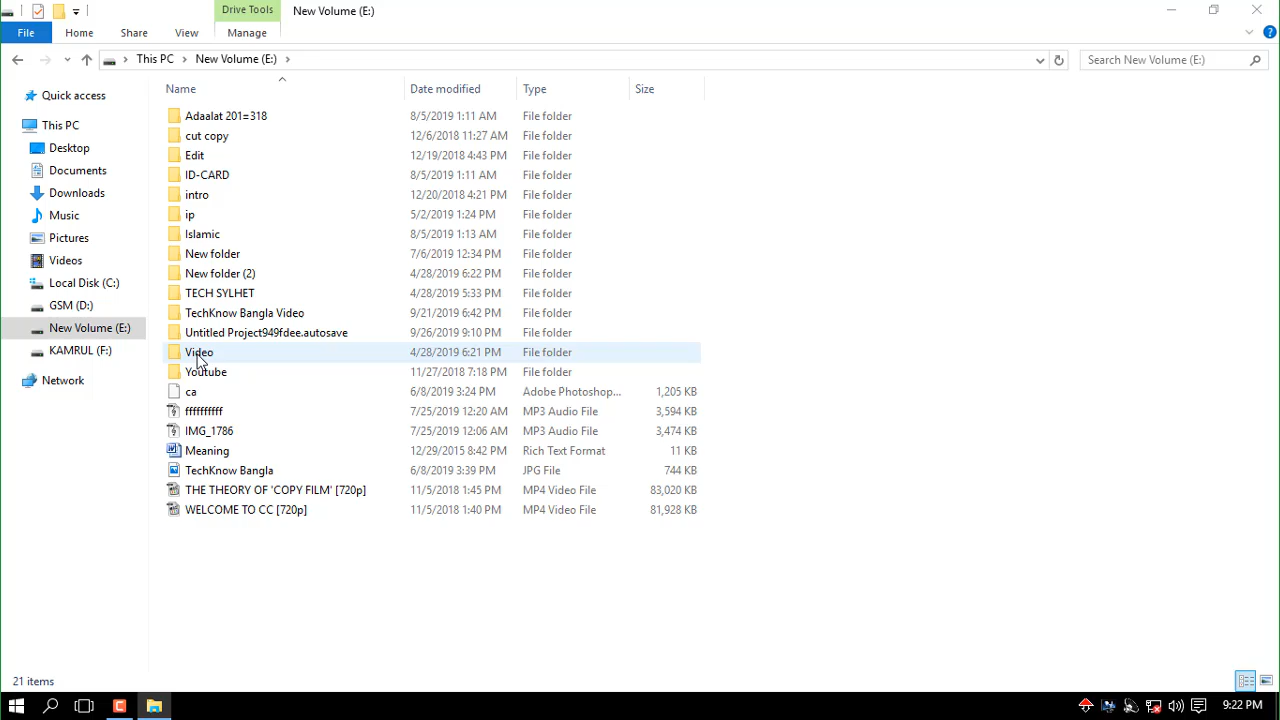 Drive Tools New Volume (E:)
File Home Share View Manage
This PC New Volume (E:) Search New Volume (E:)
Name Date modified Type Size
Quick access
This PC
Desktop
Documents
Downloads
Music
Pictures
Videos
Local Disk (C:)
GSM (D:)
New Volume (E:)
KAMRUL (F:)
Network
Adaalat 201=318 8/5/2019 1:11 AM File folder
cut copy 12/6/2018 11:27 AM File folder
Edit 12/19/2018 4:43 PM File folder
ID-CARD 8/5/2019 1:11 AM File folder
intro 12/20/2018 4:21 PM File folder
ip 5/2/2019 1:24 PM File folder
Islamic 8/5/2019 1:13 AM File folder
New folder 7/6/2019 12:34 PM File folder
New folder (2) 4/28/2019 6:22 PM File folder
TECH SYLHET 4/28/2019 5:33 PM File folder
TechKnow Bangla Video 9/21/2019 6:42 PM File folder
Untitled Project949fdee.autosave 9/26/2019 9:10 PM File folder
Video 4/28/2019 6:21 PM File folder
Youtube 11/27/2018 7:18 PM File folder
ca 6/8/2019 3:24 PM Adobe Photoshop... 1,205 KB
ffffffffff 7/25/2019 12:20 AM MP3 Audio File 3,594 KB
IMG_1786 7/25/2019 12:06 AM MP3 Audio File 3,474 KB
Meaning 12/29/2015 8:42 PM Rich Text Format 11 KB
TechKnow Bangla 6/8/2019 3:39 PM JPG File 744 KB
THE THEORY OF 'COPY FILM' [720p] 11/5/2018 1:45 PM MP4 Video File 83,020 KB
WELCOME TO CC [720p] 11/5/2018 1:40 PM MP4 Video File 81,928 KB
21 items
9:22 PM